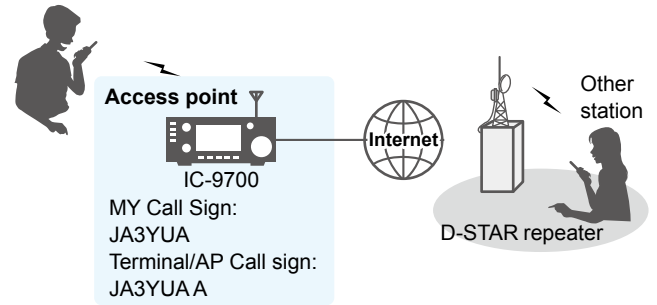 Access point
IC-9700
MY Call Sign:
JA3YUA
Terminal/AP Call sign:
JA3YUA A
Internet
Other
station
D-STAR repeater